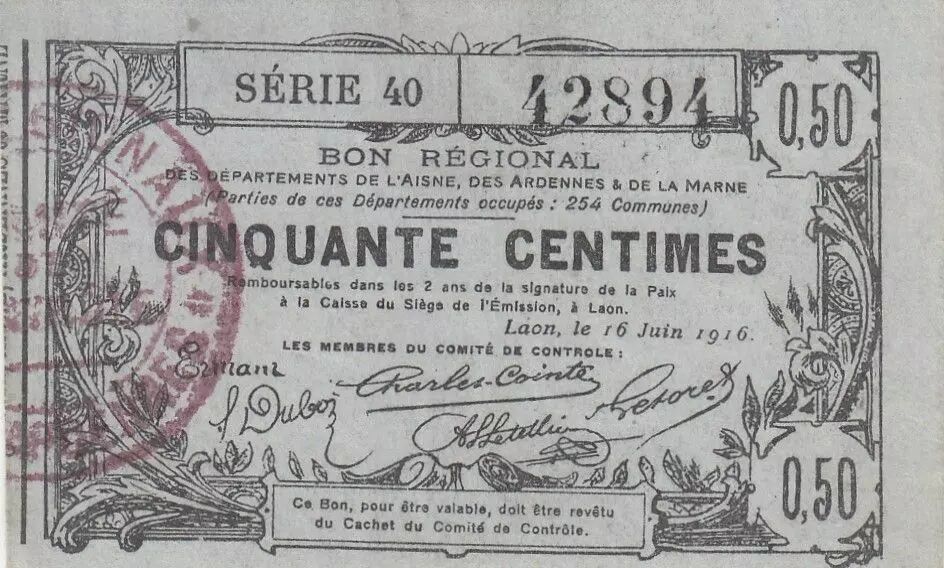 SÉRIE 40 42894
0,50
BON RÉGIONAL
DES DÉPARTEMENTS DE L'AISNE, DES ARDENNES & DE LA MARNE
(Parties de ces Départements occupés : 254 Communes)
CINQUANTE CENTIMES
Remboursables dans les 2 ans de la signature de la Paix
à la Caisse du Siège de l'Émission, à Laon.
Laon, le 16 Juin 1916.
LES MEMBRES DU COMITÉ DE CONTROLE :
Ermant
Charles-Cointe
0,50
Ce Bon, pour être valable, doit être revêtu
du Cachet du Comité de Contrôle.